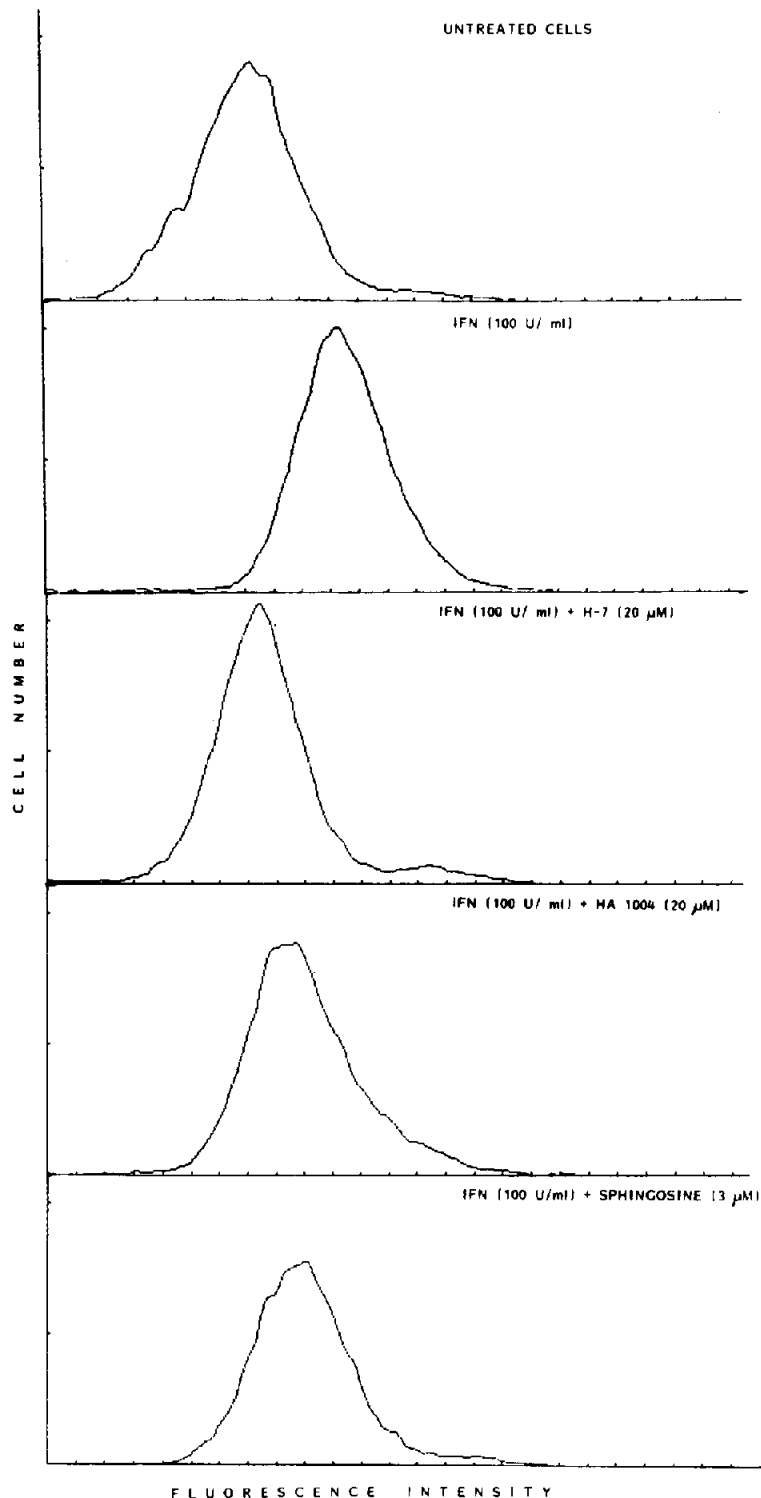 UNTREATED CELLS
IFN (100 U/ ml)
IFN (100 U/ ml) + H-7 (20 µM)
CELL NUMBER
IFN (100 U/ ml) + HA 1004 (20 µM)
IFN (100 U/ml) + SPHINGOSINE (3 µM)
FLUORESCENCE INTENSITY